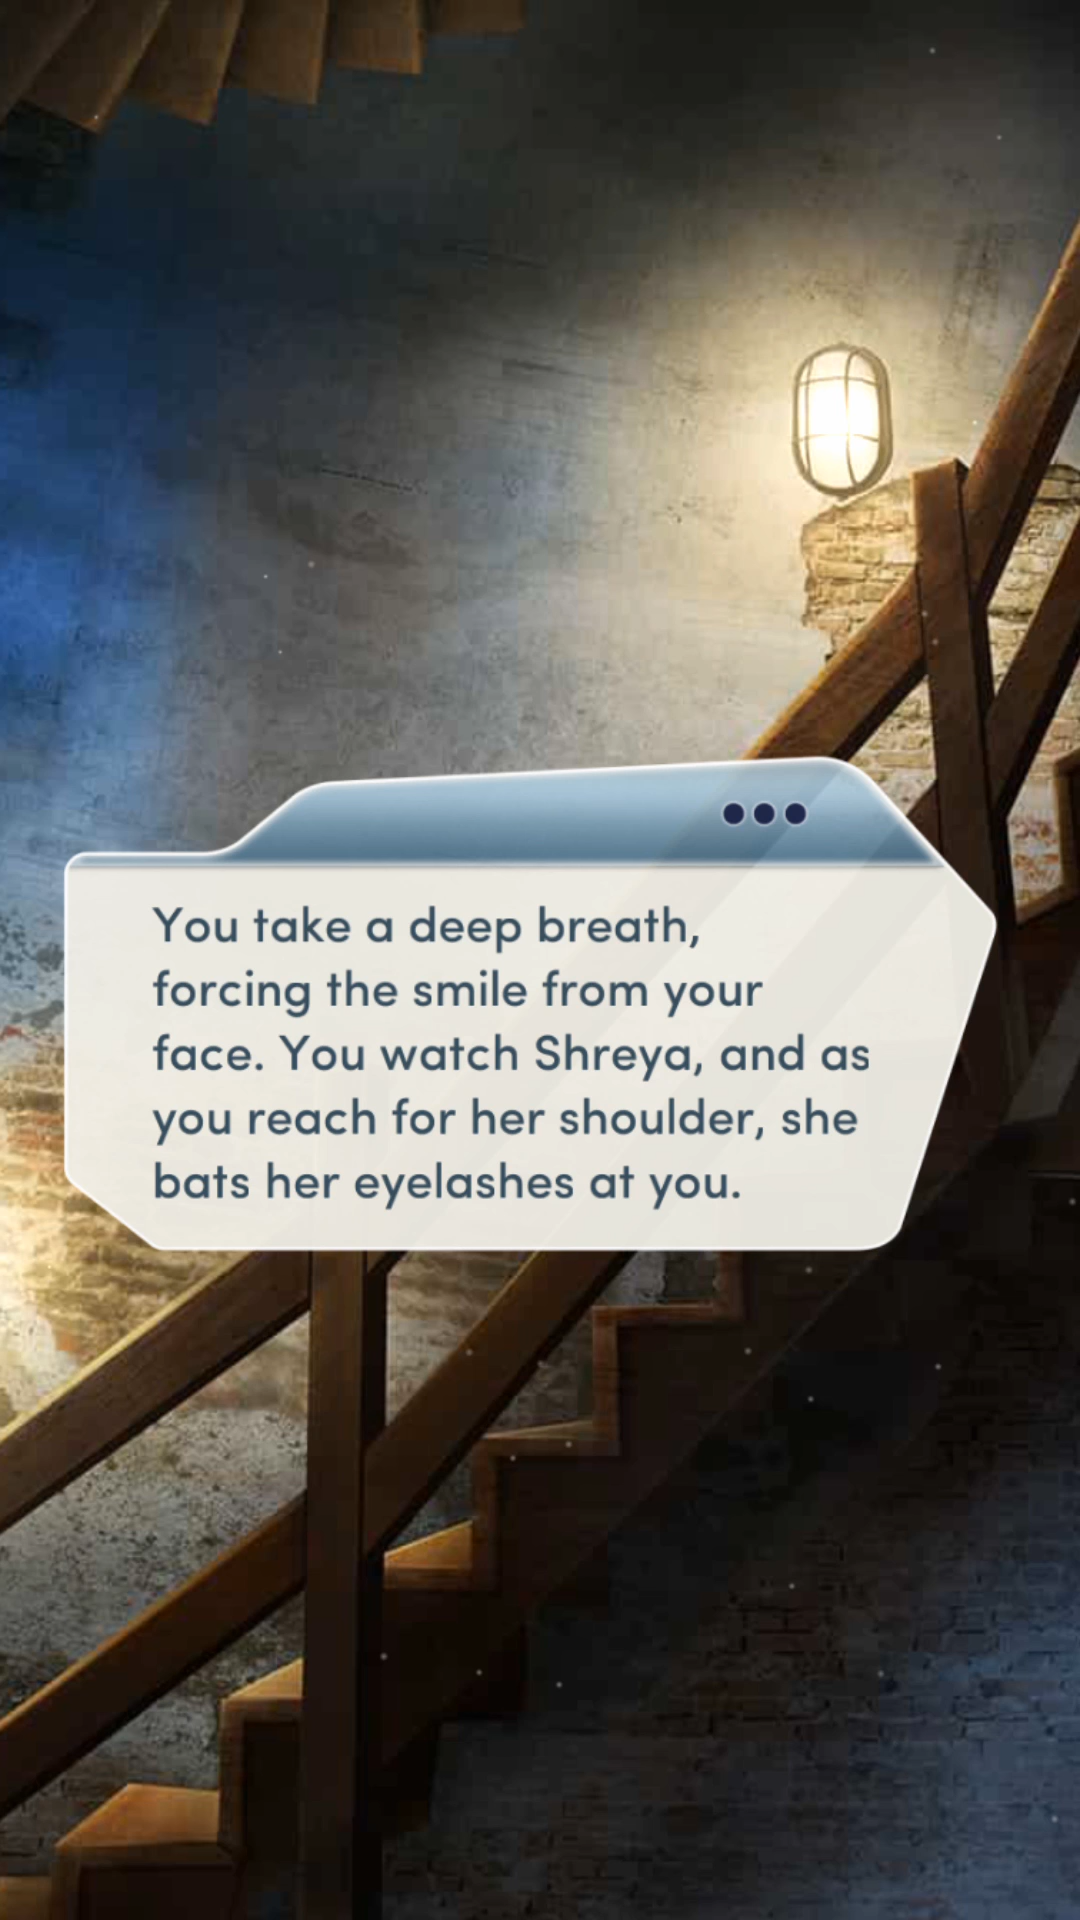 You take a deep breath,
forcing the smile from your
face. You watch Shreya, and as
you reach for her shoulder, she
bats her eyelashes at you.